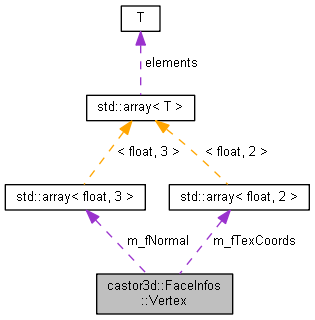 T
elements
std::array< T >
< float, 3 >
< float, 2 >
std::array< float, 3 >
std::array< float, 2 >
m_fNormal
m_fTexCoords
castor3d::FaceInfos
::Vertex